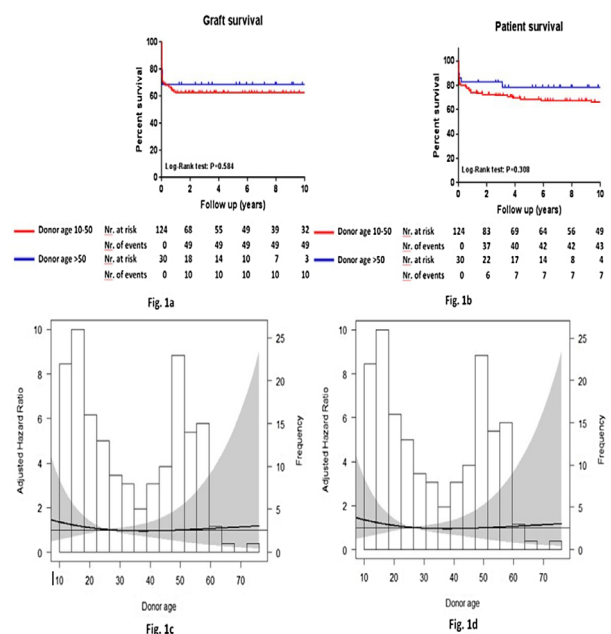 Graft survival
Percent survival
100
80
60
40
20
0
Log-Rank test: P=0.584
0 2 4 6 8 10
Follow up (years)
Donor age 10-50 Nr. at risk 124 68 55 49 39 32
Nr. of events 0 49 49 49 49 49
Donor age >50 Nr. at risk 30 18 14 10 7 3
Nr. of events 0 10 10 10 10 10
Fig. 1a
Patient survival
Percent survival
100
80
60
40
20
0
Log-Rank test: P=0.308
0 2 4 6 8 10
Follow up (years)
Donor age 10-50 Nr. at risk 124 83 69 64 56 49
Nr. of events 0 37 40 42 42 43
Donor age >50 Nr. at risk 30 22 17 14 8 4
Nr. of events 0 6 7 7 7 7
Fig. 1b
Adjusted Hazard Ratio
10
8
6
4
2
0
Frequency
25
20
15
10
5
0
10 20 30 40 50 60 70
Donor age
Fig. 1c
Adjusted Hazard Ratio
10
8
6
4
2
0
Frequency
25
20
15
10
5
0
10 20 30 40 50 60 70
Donor age
Fig. 1d